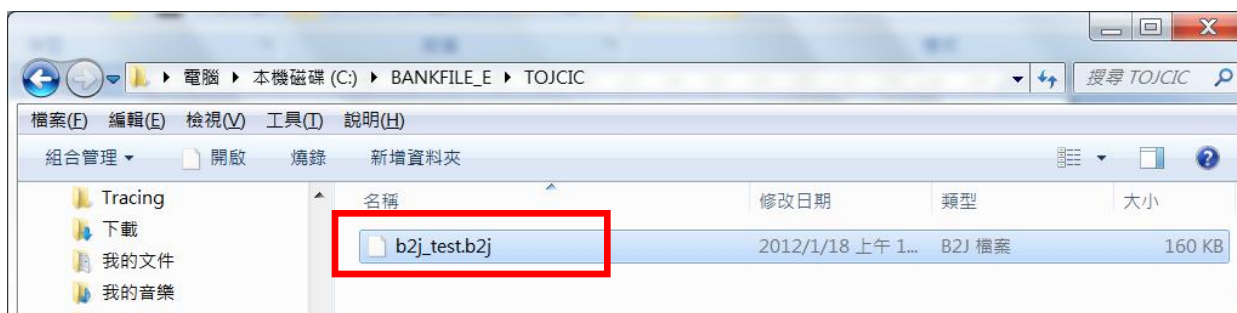 電腦 ▸ 本機磁碟 (C:) ▸ BANKFILE_E ▸ TOJCIC 搜尋 TOJCIC
檔案(F) 編輯(E) 檢視(V) 工具(T) 說明(H)
組合管理 開啟 燒錄 新增資料夾
Tracing 名稱 修改日期 類型 大小
下載 b2j_test.b2j 2012/1/18 上午 1... B2J 檔案 160 KB
我的文件
我的音樂